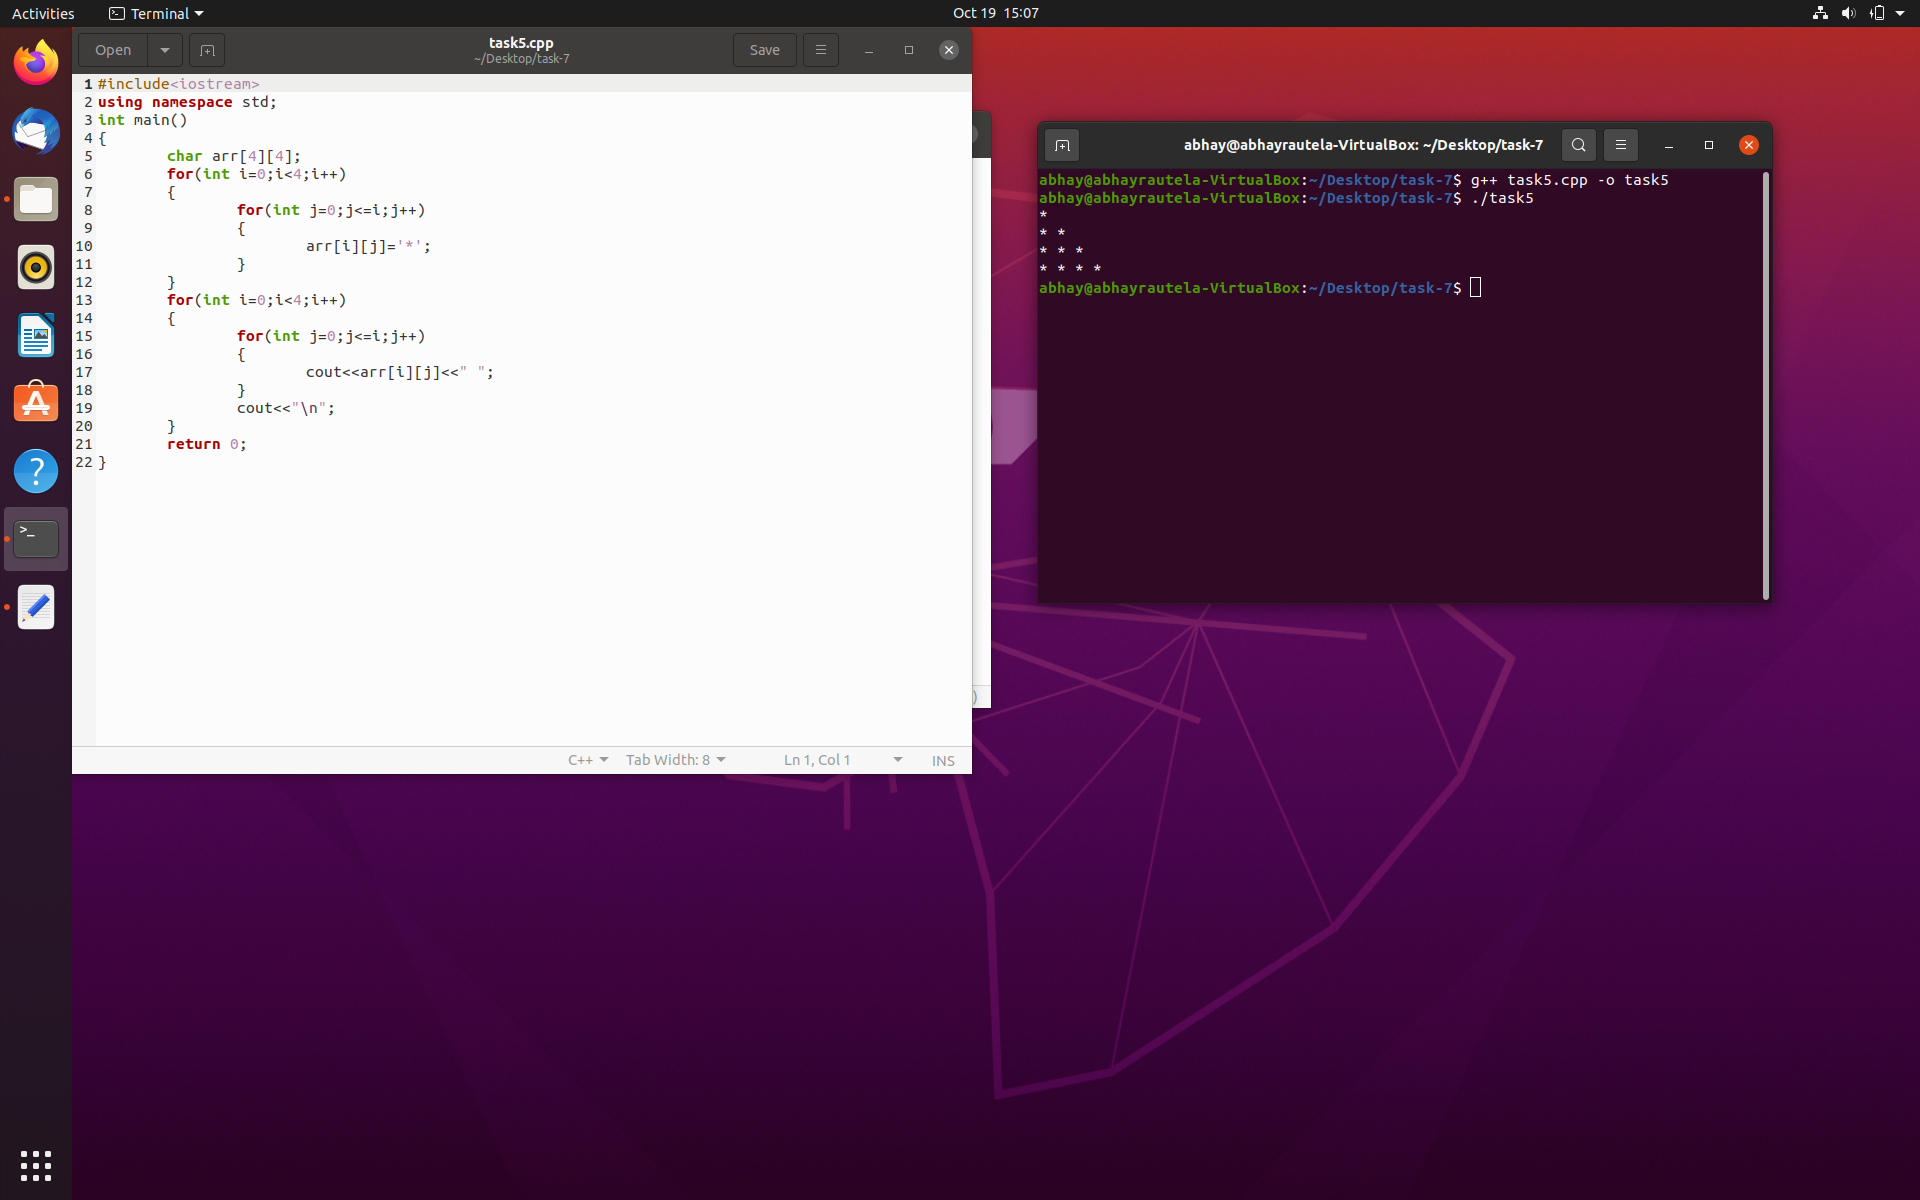 Activities
Terminal
Oct 19 15:07
Open
task5.cpp
~/Desktop/task-7
Save
1 #include<iostream>
2 using namespace std;
3 int main()
4 {
5         char arr[4][4];
6         for(int i=0;i<4;i++)
7         {
8                 for(int j=0;j<=i;j++)
9                 {
10                         arr[i][j]='*';
11                 }
12         }
13         for(int i=0;i<4;i++)
14         {
15                 for(int j=0;j<=i;j++)
16                 {
17                         cout<<arr[i][j]<<" ";
18                 }
19                 cout<<"\n";
20         }
21         return 0;
22 }
C++
Tab Width: 8
Ln 1, Col 1
INS
)
abhay@abhayrautela-VirtualBox: ~/Desktop/task-7
abhay@abhayrautela-VirtualBox:~/Desktop/task-7$ g++ task5.cpp -o task5
abhay@abhayrautela-VirtualBox:~/Desktop/task-7$ ./task5
*
* *
* * *
* * * *
abhay@abhayrautela-VirtualBox:~/Desktop/task-7$